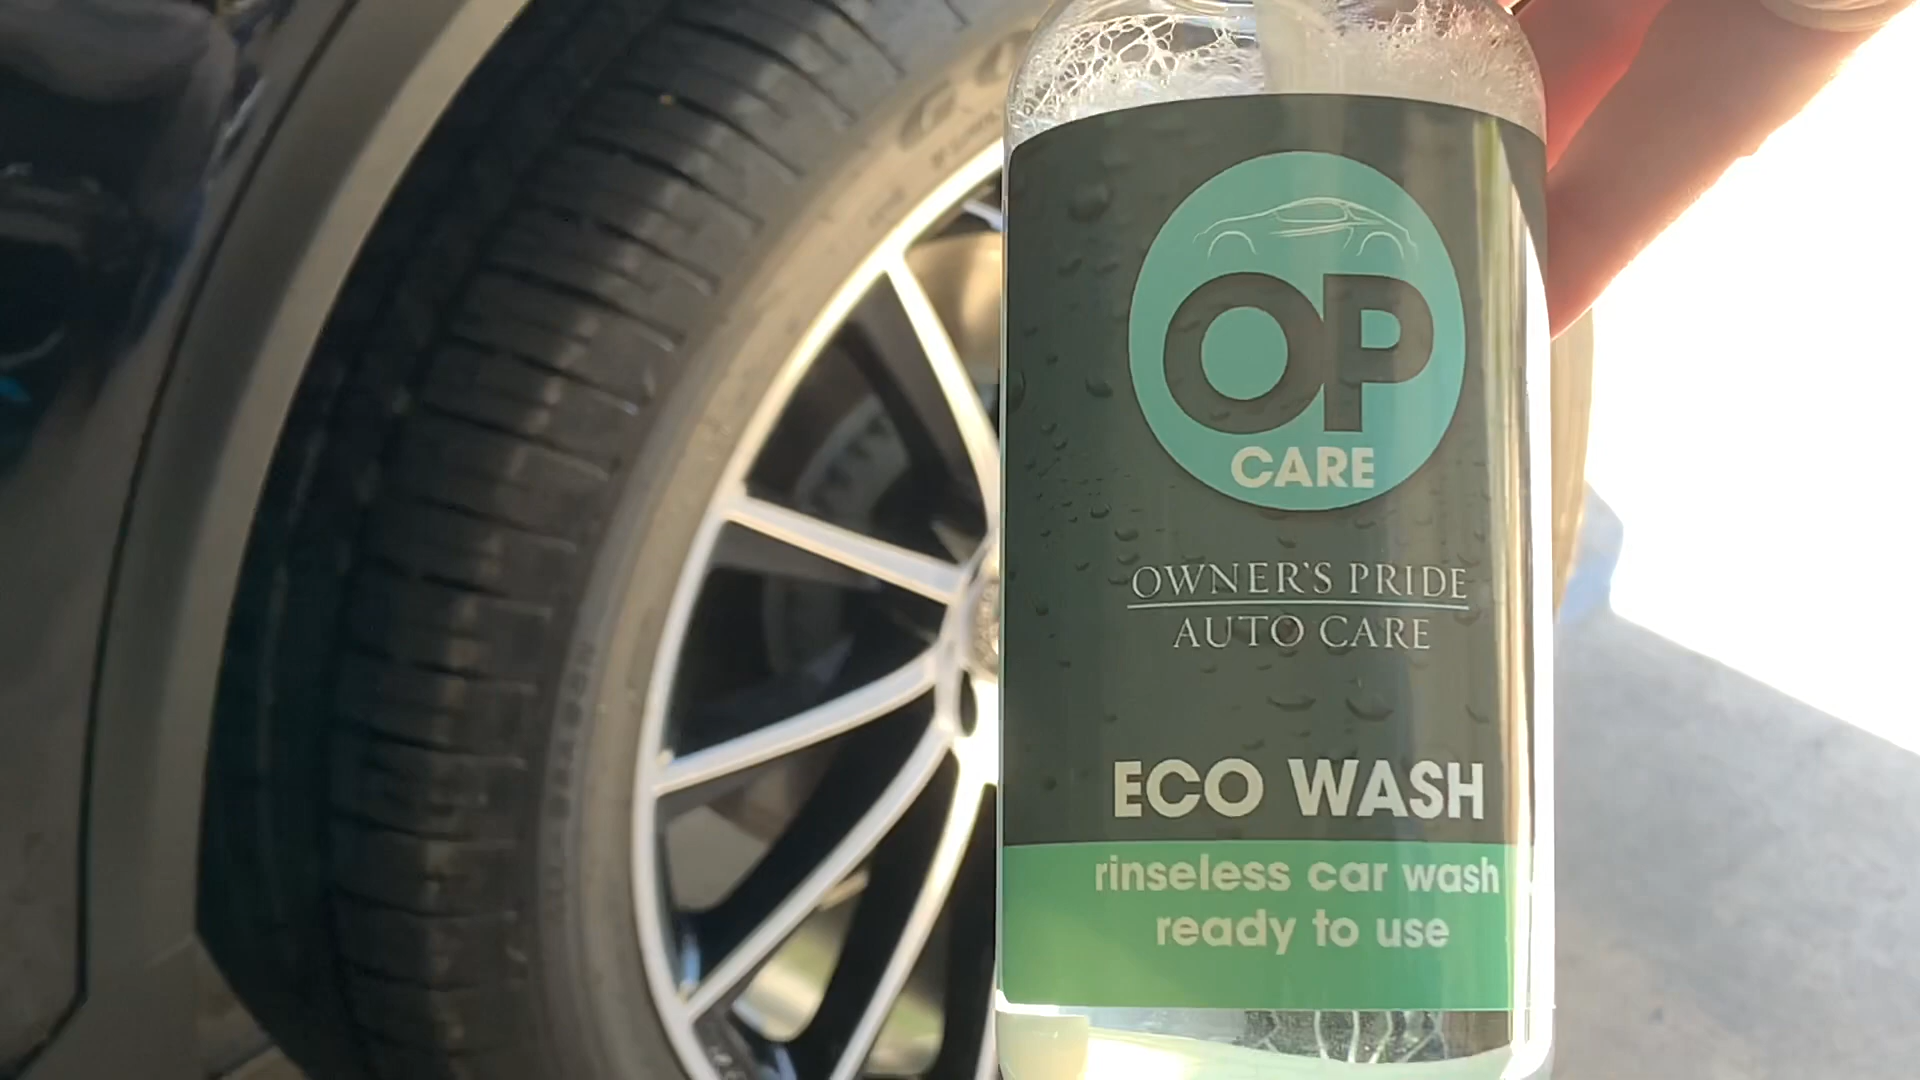 OP
CARE
OWNER'S PRIDE
AUTO CARE
ECO WASH
rinseless car wash
ready to use